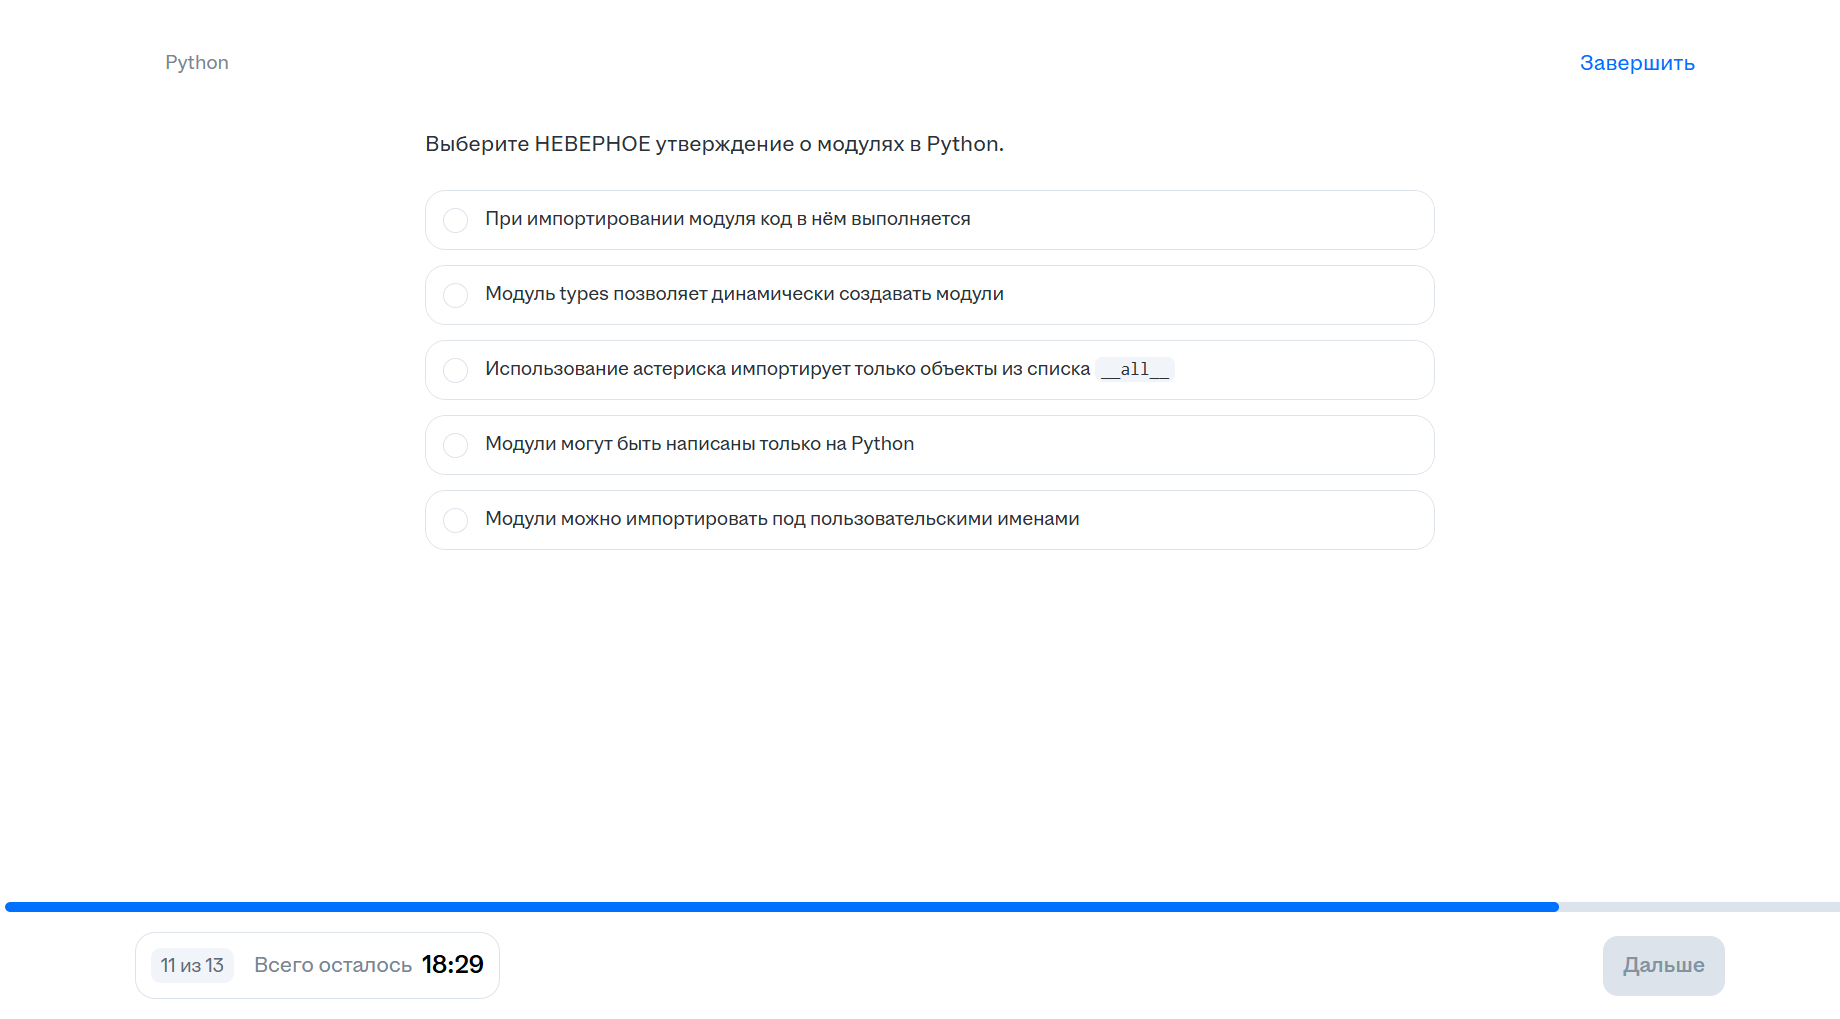 Python
Завершить
Выберите НЕВЕРНОЕ утверждение о модулях в Python.
При импортировании модуля код в нём выполняется
Модуль types позволяет динамически создавать модули
Использование астериска импортирует только объекты из списка __all__
Модули могут быть написаны только на Python
Модули можно импортировать под пользовательскими именами
11 из 13 Всего осталось 18:29
Дальше